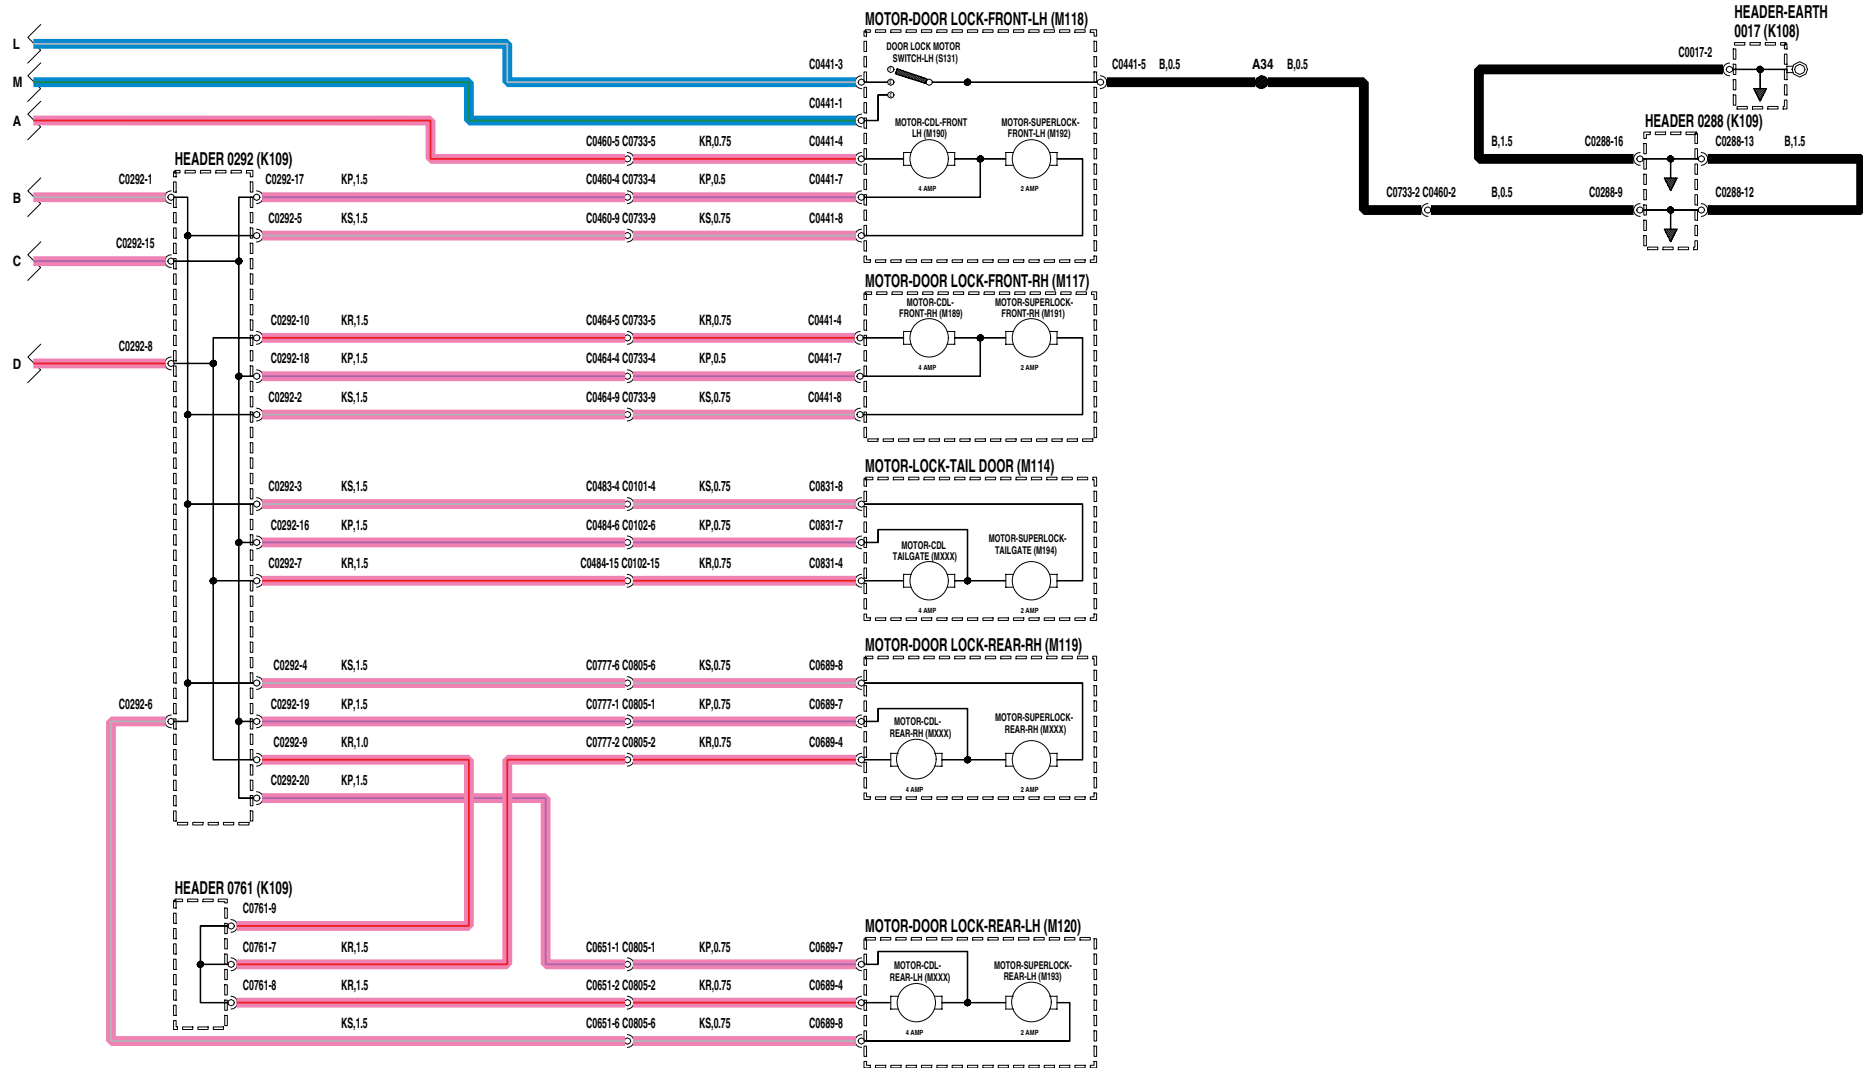 MOTOR-DOOR LOCK-FRONT-LH (M118)
HEADER-EARTH
0017 (K108)
L
DOOR LOCK MOTOR
SWITCH-LH (S131)
C0441-3
C0441-5 B,0.5
A34 B,0.5
C0017-2
M
C0441-1
A
MOTOR-CDL-FRONT
LH (M190)
MOTOR-SUPERLOCK-
FRONT-LH (M192)
HEADER 0288 (K109)
C0460-5 C0733-5 KR,0.75 C0441-4
B,1.5 C0288-16 C0288-13 B,1.5
HEADER 0292 (K109)
C0292-1
C0292-17 KP,1.5 C0460-4 C0733-4 KP,0.5 C0441-7
4 AMP 2 AMP
C0733-2 C0460-2 B,0.5 C0288-9 C0288-12
B
C0292-5 KS,1.5 C0460-9 C0733-9 KS,0.75 C0441-8
C0292-15
C
MOTOR-DOOR LOCK-FRONT-RH (M117)
MOTOR-CDL-
FRONT-RH (M189)
MOTOR-SUPERLOCK-
FRONT-RH (M191)
C0292-10 KR,1.5 C0464-5 C0733-5 KR,0.75 C0441-4
C0292-8
D
C0292-18 KP,1.5 C0464-4 C0733-4 KP,0.5 C0441-7
4 AMP 2 AMP
C0292-2 KS,1.5 C0464-9 C0733-9 KS,0.75 C0441-8
MOTOR-LOCK-TAIL DOOR (M114)
C0292-3 KS,1.5 C0483-4 C0101-4 KS,0.75 C0831-8
C0292-16 KP,1.5 C0484-6 C0102-6 KP,0.75 C0831-7
MOTOR-CDL
TAILGATE (MXXX)
MOTOR-SUPERLOCK-
TAILGATE (M194)
C0292-7 KR,1.5 C0484-15 C0102-15 KR,0.75 C0831-4
4 AMP 2 AMP
MOTOR-DOOR LOCK-REAR-RH (M119)
C0292-4 KS,1.5 C0777-6 C0805-6 KS,0.75 C0689-8
C0292-6
C0292-19 KP,1.5 C0777-1 C0805-1 KP,0.75 C0689-7
MOTOR-CDL-
REAR-RH (MXXX)
MOTOR-SUPERLOCK-
REAR-RH (MXXX)
C0292-9 KR,1.0 C0777-2 C0805-2 KR,0.75 C0689-4
C0292-20 KP,1.5
4 AMP 2 AMP
HEADER 0761 (K109)
C0761-9
MOTOR-DOOR LOCK-REAR-LH (M120)
C0761-7 KR,1.5 C0651-1 C0805-1 KP,0.75 C0689-7
MOTOR-CDL-
REAR-LH (MXXX)
MOTOR-SUPERLOCK-
REAR-LH (M193)
C0761-8 KR,1.5 C0651-2 C0805-2 KR,0.75 C0689-4
KS,1.5 C0651-6 C0805-6 KS,0.75 C0689-8
4 AMP 2 AMP